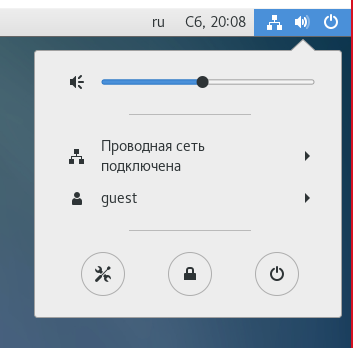 ru Сб, 20:08
Проводная сеть
подключена
guest